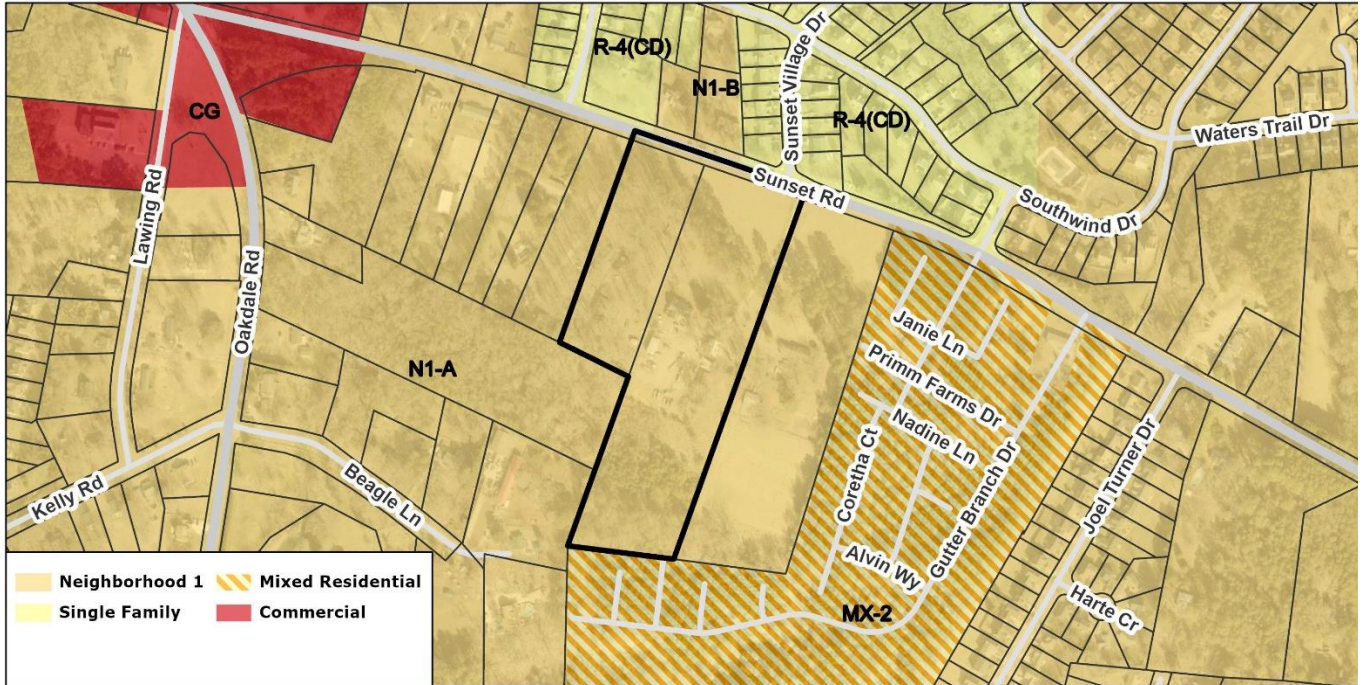 R-4(CD)
Sunset Village Dr
N1-B
CG
R-4(CD)
Waters Trail Dr
Sunset Rd
Southwind Dr
Lawing Rd
Oakdale Rd
Janie Ln
Primm Farms Dr
N1-A
Nadine Ln
Coretha Ct
Gutter Branch Dr
Joel Turner Dr
Kelly Rd
Beagle Ln
Alvin Wy
MX-2
Harte Cr
Neighborhood 1
Mixed Residential
Single Family
Commercial